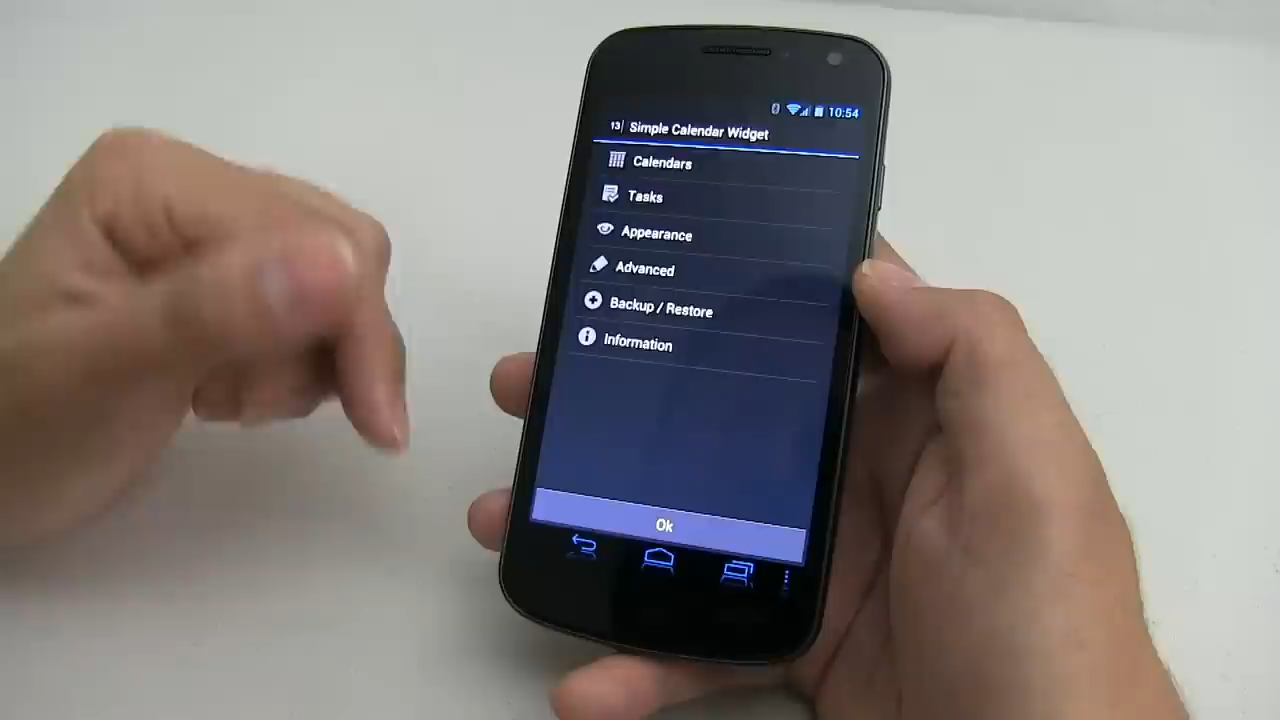 10:54
13 Simple Calendar Widget
Calendars
Tasks
Appearance
Advanced
Backup / Restore
Information
Ok